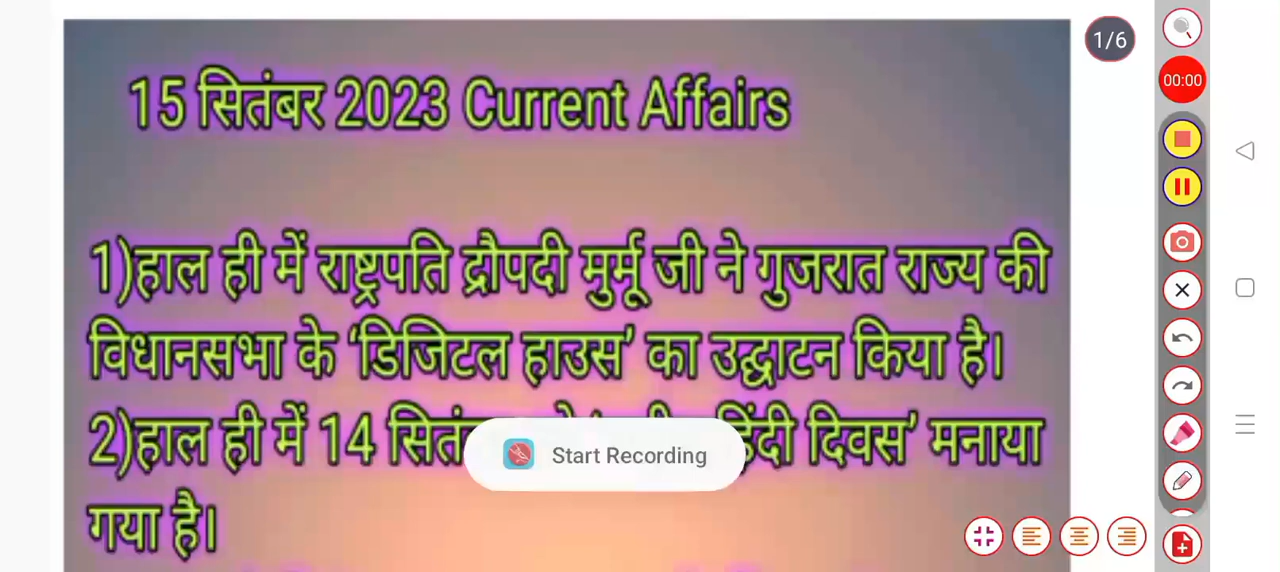 15 सितंबर 2023 Current Affairs
1/6
00:00
1)हाल ही में राष्ट्रपति द्रौपदी मुर्मू जी ने गुजरात राज्य की
विधानसभा के ‘डिजिटल हाउस’ का उद्घाटन किया है।
2)हाल ही में 14 हिंदी दिवस’ मनाया
Start Recording
गया है।